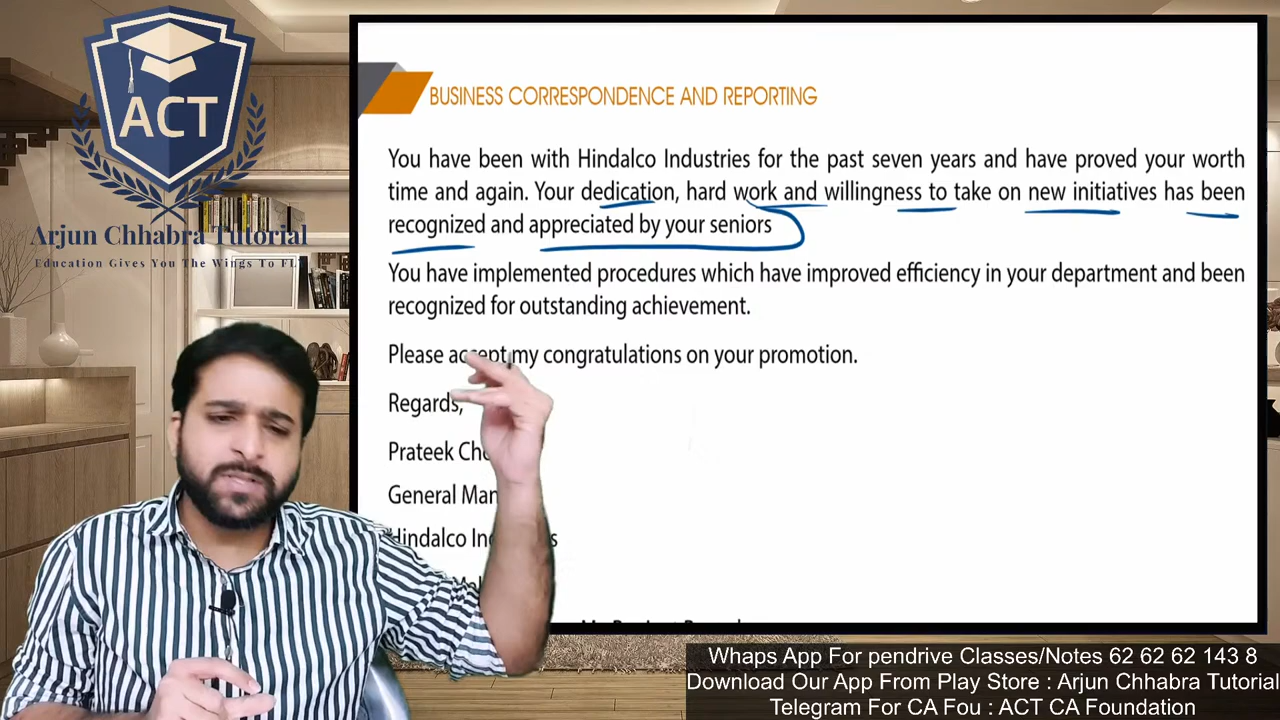 ACT
Arjun Chhabra Tutorial
Education Gives You The Wings To
BUSINESS CORRESPONDENCE AND REPORTING
You have been with Hindalco Industries for the past seven years and have proved your worth
time and again. Your dedication, hard work and willingness to take on new initiatives has been
recognized and appreciated by your seniors
You have implemented procedures which have improved efficiency in your department and been
recognized for outstanding achievement.
Please accept my congratulations on your promotion.
Regards,
Prateek
General
Hindalco
Whaps App For pendrive Classes/Notes 62 62 62 143 8
Download Our App From Play Store : Arjun Chhabra Tutorial
Telegram For CA Fou : ACT CA Foundation